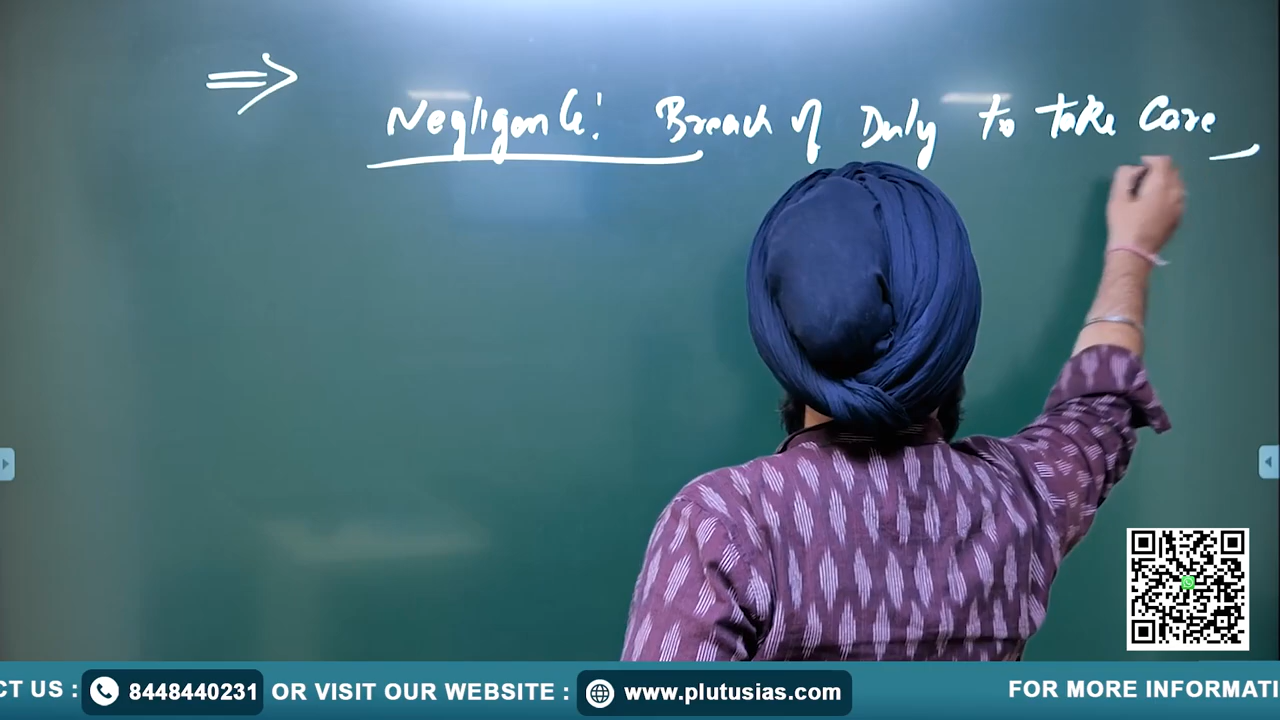 ⇒ Negligence: Breach of Duty to take Care
CT US : 8448440231 OR VISIT OUR WEBSITE : www.plutusias.com FOR MORE INFORMATI